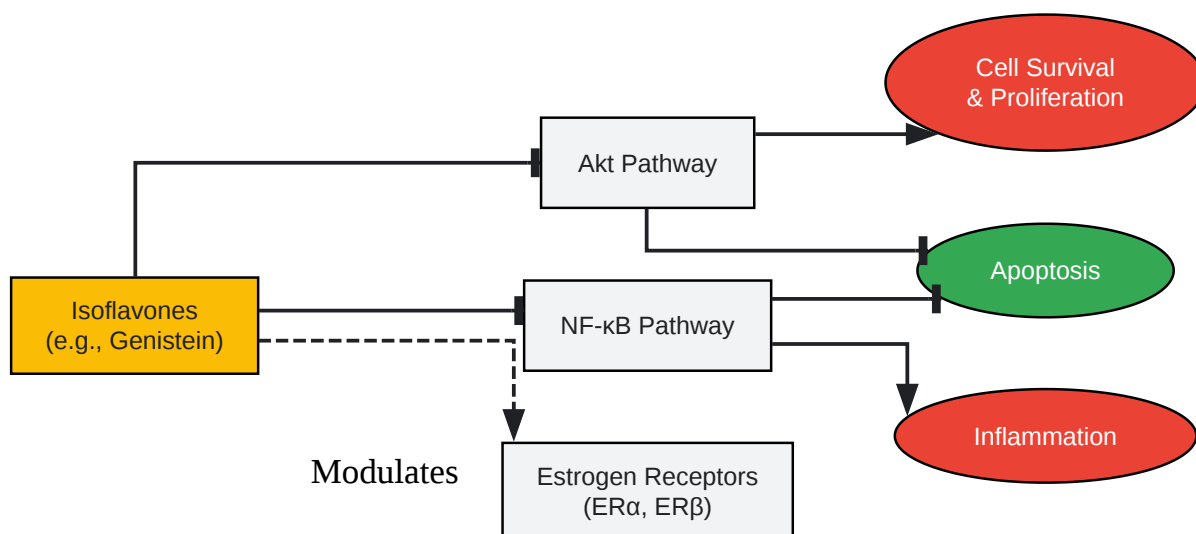 Cell Survival
& Proliferation
Akt Pathway
Apoptosis
Isoflavones
(e.g., Genistein)
NF-κB Pathway
Inflammation
Modulates
Estrogen Receptors
(ERα, ERβ)